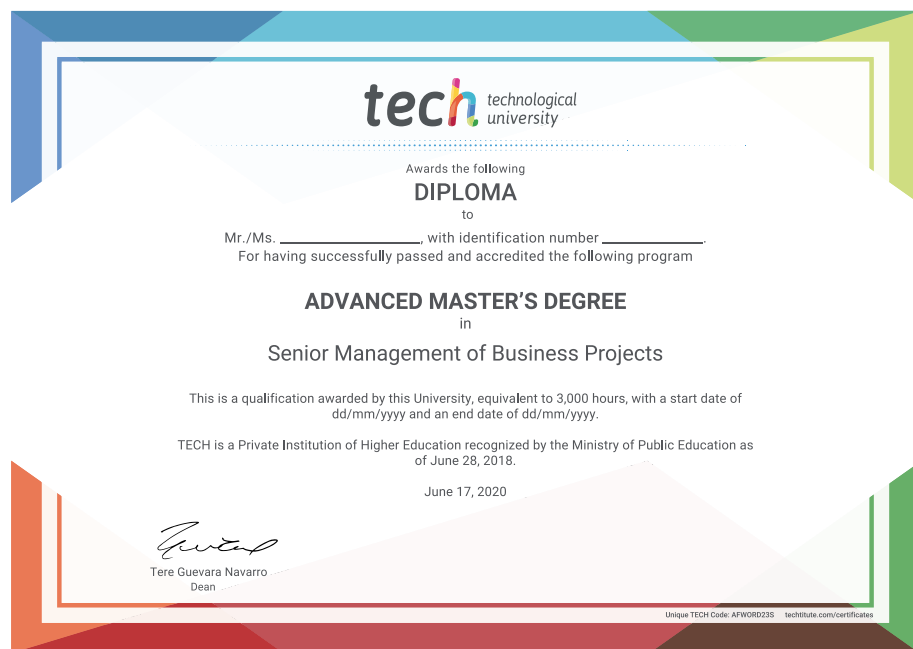 tech technological
university
Awards the following
DIPLOMA
to
Mr./Ms. ____________________, with identification number ______________.
For having successfully passed and accredited the following program
ADVANCED MASTER'S DEGREE
in
Senior Management of Business Projects
This is a qualification awarded by this University, equivalent to 3,000 hours, with a start date of
dd/mm/yyyy and an end date of dd/mm/yyyy.
TECH is a Private Institution of Higher Education recognized by the Ministry of Public Education as
of June 28, 2018.
June 17, 2020
Tere Guevara Navarro
Dean
Unique TECH Code: AFWORD23S techtitute.com/certificates